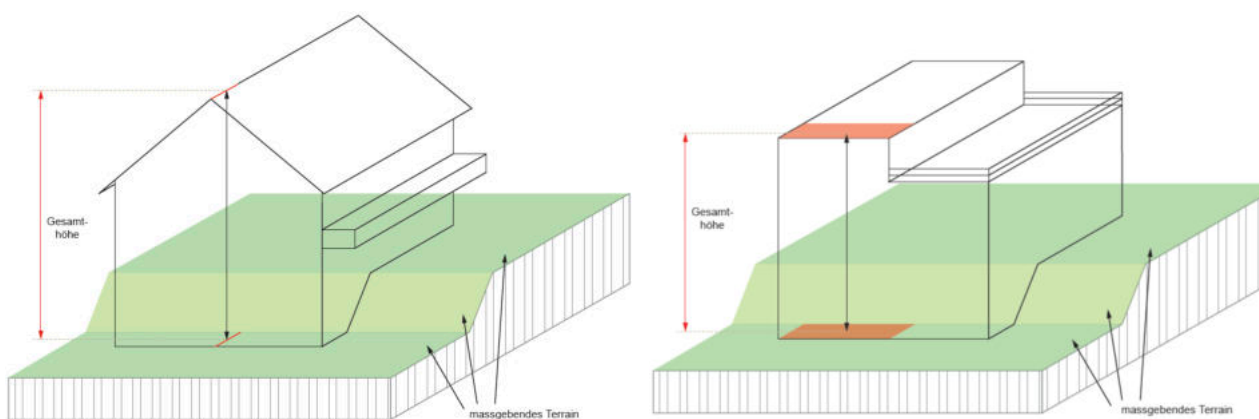 Gesamt-
höhe
massgebendes Terrain
Gesamt-
höhe
massgebendes Terrain